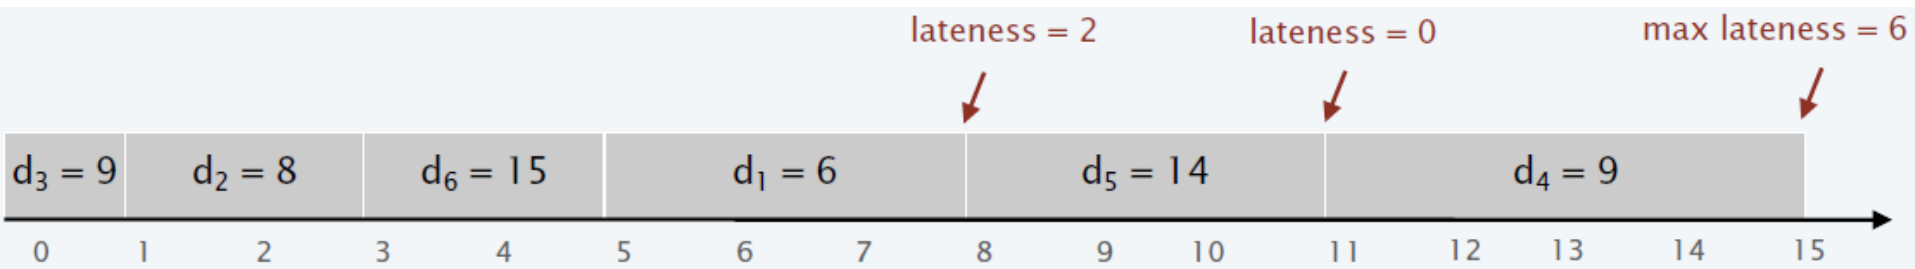 lateness = 2 lateness = 0 max lateness = 6
d₃ = 9 d₂ = 8 d₆ = 15 d₁ = 6 d₅ = 14 d₄ = 9
0 1 2 3 4 5 6 7 8 9 10 11 12 13 14 15